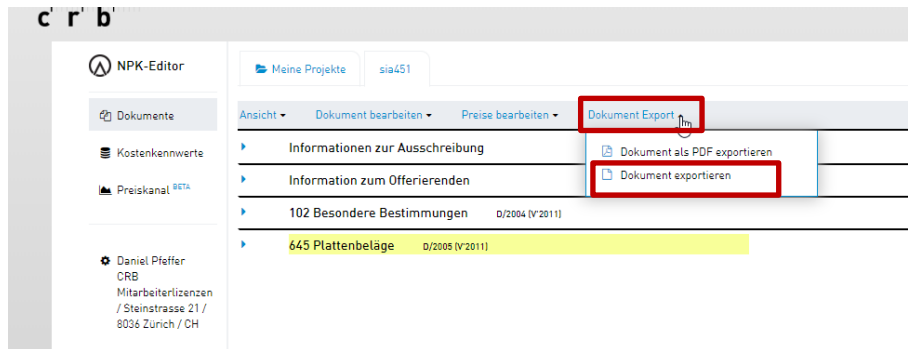 c r b
NPK-Editor
Meine Projekte
sia451
Dokumente
Kostenkennwerte
Preiskanal BETA
Daniel Pfeffer
CRB
Mitarbeiterlizenzen
/ Steinstrasse 21 /
8036 Zürich / CH
Ansicht Dokument bearbeiten Preise bearbeiten Dokument Export
Dokument als PDF exportieren
Dokument exportieren
Informationen zur Ausschreibung
Information zum Offerierenden
102 Besondere Bestimmungen D/2004 (V'2011)
645 Plattenbeläge D/2005 (V'2011)